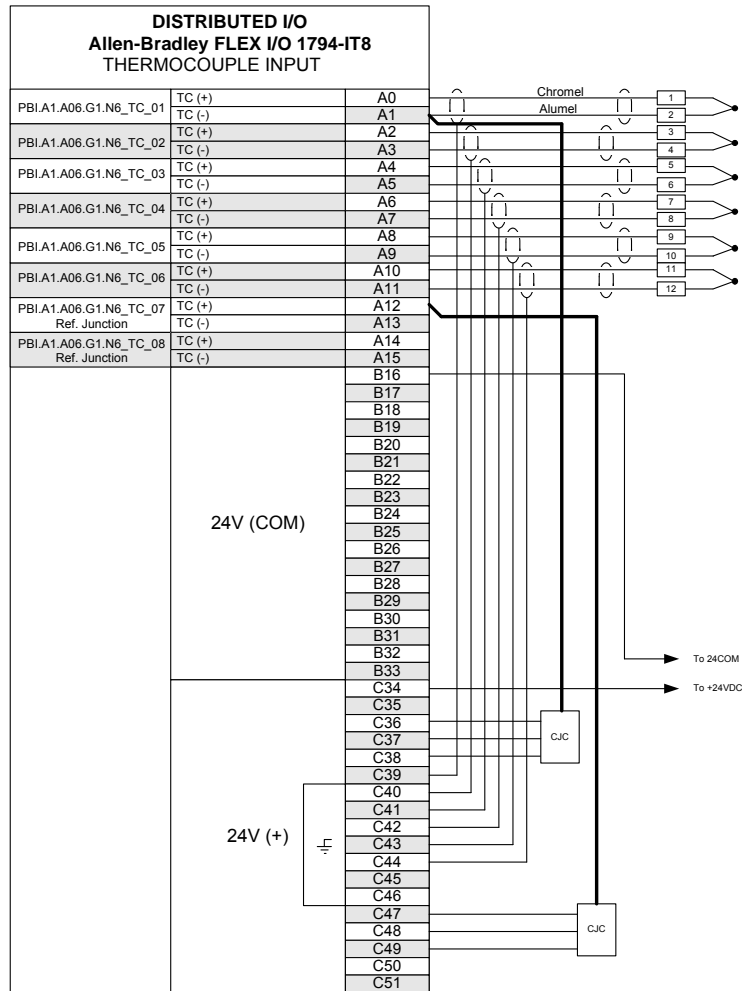 DISTRIBUTED I/O
Allen-Bradley FLEX I/O 1794-IT8
THERMOCOUPLE INPUT
PBI.A1.A06.G1.N6_TC_01 TC (+) A0 Chromel 1
TC (-) A1 Alumel 2
PBI.A1.A06.G1.N6_TC_02 TC (+) A2 3
TC (-) A3 4
PBI.A1.A06.G1.N6_TC_03 TC (+) A4 5
TC (-) A5 6
PBI.A1.A06.G1.N6_TC_04 TC (+) A6 7
TC (-) A7 8
PBI.A1.A06.G1.N6_TC_05 TC (+) A8 9
TC (-) A9 10
PBI.A1.A06.G1.N6_TC_06 TC (+) A10 11
TC (-) A11 12
PBI.A1.A06.G1.N6_TC_07 TC (+) A12
Ref. Junction TC (-) A13
PBI.A1.A06.G1.N6_TC_08 TC (+) A14
Ref. Junction TC (-) A15
B16
B17
B18
B19
B20
B21
B22
B23
24V (COM) B24
B25
B26
B27
B28
B29
B30
B31
B32 To 24COM
B33
C34 To +24VDC
C35
C36
C37 CJC
C38
C39
C40
C41
C42
24V (+) C43
C44
C45
C46
C47
C48 CJC
C49
C50
C51